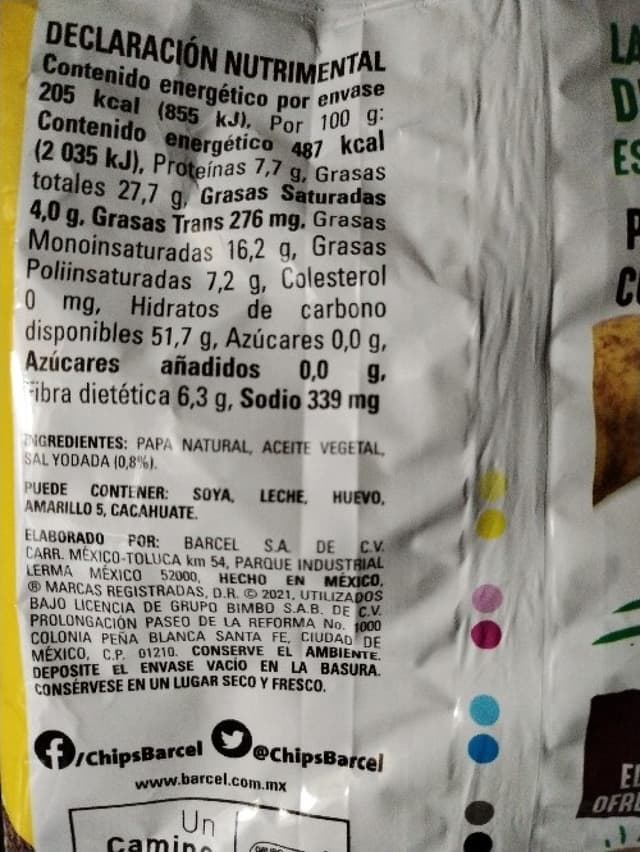 DECLARACIÓN NUTRIMENTAL
Contenido energético por envase
205 kcal (855 kJ), Por 100 g:
Contenido energético 487 kcal
(2 035 kJ), Proteínas 7,7 g, Grasas
totales 27,7 g, Grasas Saturadas
4,0 g, Grasas Trans 276 mg, Grasas
Monoinsaturadas 16,2 g, Grasas
Poliinsaturadas 7,2 g, Colesterol
0 mg, Hidratos de carbono
disponibles 51,7 g, Azúcares 0,0 g,
Azúcares añadidos 0,0 g,
Fibra dietética 6,3 g, Sodio 339 mg
INGREDIENTES: PAPA NATURAL, ACEITE VEGETAL,
SAL YODADA (0,8%).
PUEDE CONTENER: SOYA, LECHE, HUEVO,
AMARILLO 5, CACAHUATE.
ELABORADO POR: BARCEL S.A. DE C.V.
CARR. MÉXICO-TOLUCA km 54, PARQUE INDUSTRIAL
LERMA MÉXICO 52000, HECHO EN MÉXICO.
® MARCAS REGISTRADAS, D.R. © 2021, UTILIZADOS
BAJO LICENCIA DE GRUPO BIMBO S.A.B. DE C.V.
PROLONGACIÓN PASEO DE LA REFORMA No. 1000
COLONIA PEÑA BLANCA SANTA FE, CIUDAD DE
MÉXICO, C.P. 01210. CONSERVE EL AMBIENTE.
DEPOSITE EL ENVASE VACÍO EN LA BASURA.
CONSÉRVESE EN UN LUGAR SECO Y FRESCO.
/ChipsBarcel @ChipsBarcel
www.barcel.com.mx
Un
Camino
LA
ES
P
EL
OFRE